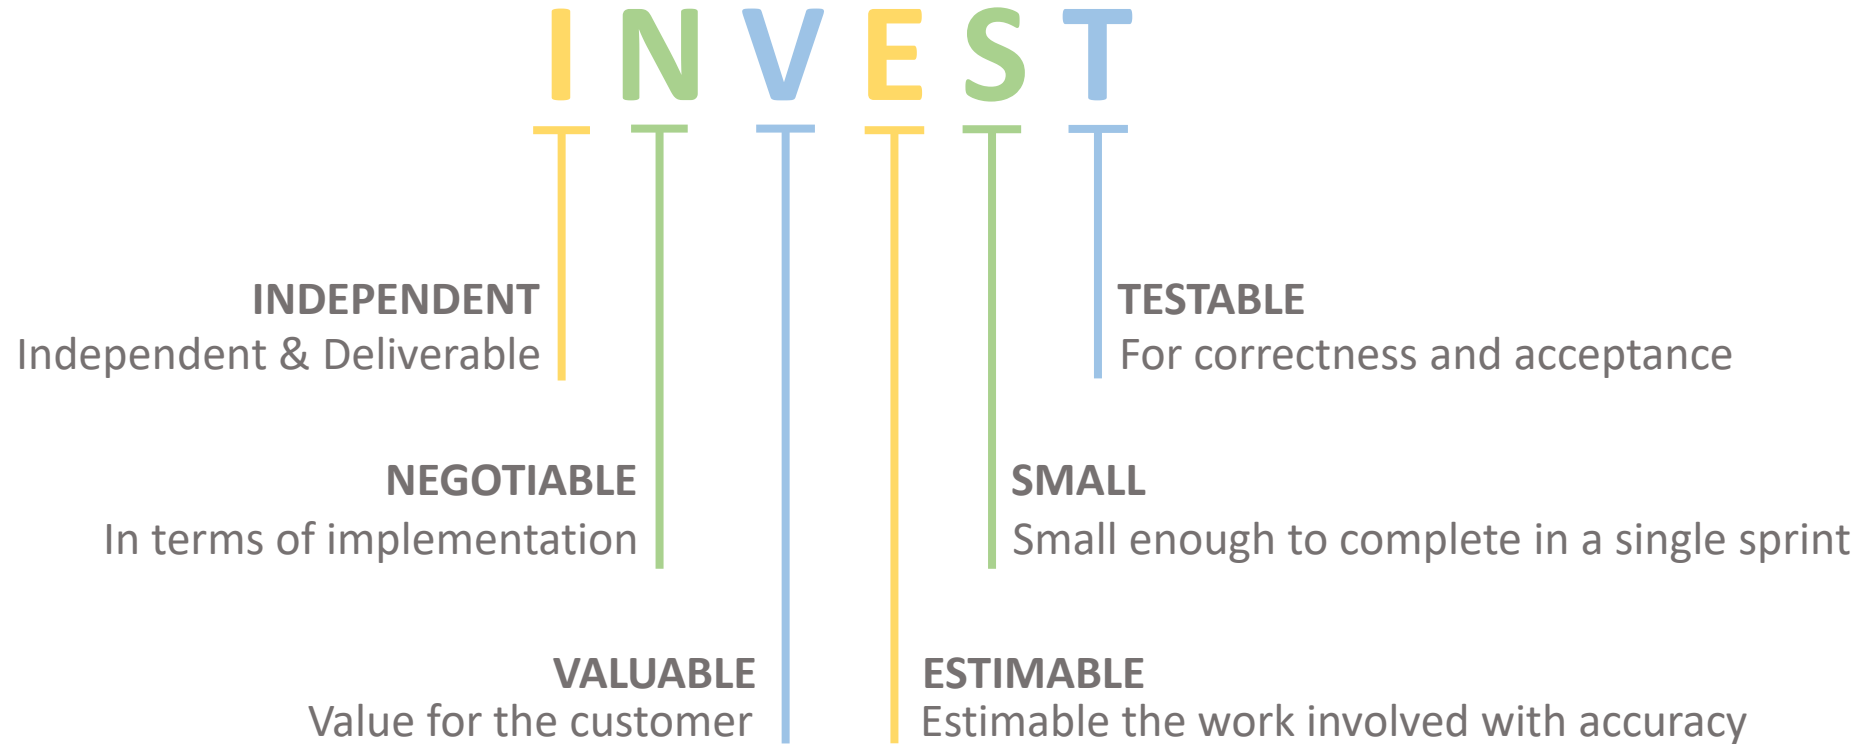 INVEST
INDEPENDENT
Independent & Deliverable
TESTABLE
For correctness and acceptance
NEGOTIABLE
In terms of implementation
SMALL
Small enough to complete in a single sprint
VALUABLE
Value for the customer
ESTIMABLE
Estimable the work involved with accuracy